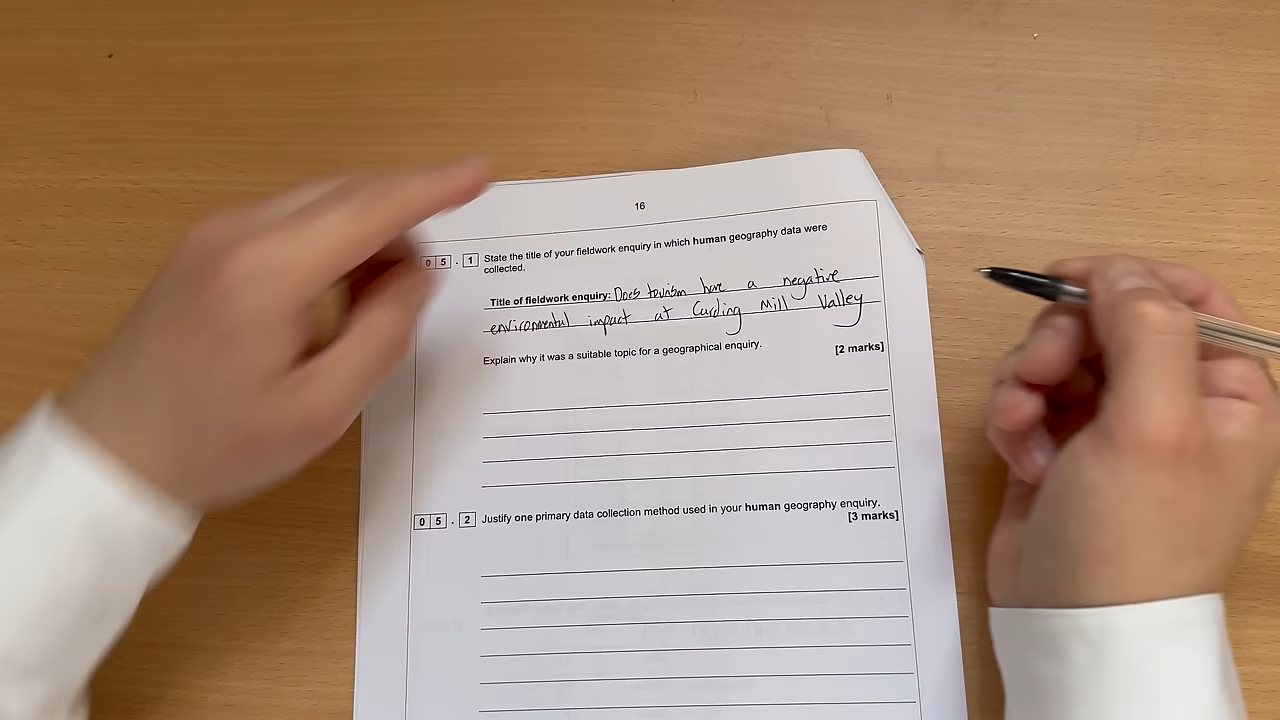 16
0 5 . 1 State the title of your fieldwork enquiry in which human geography data were
collected.
Title of fieldwork enquiry: Does tourism have a negative
environmental impact at Carding Mill Valley
Explain why it was a suitable topic for a geographical enquiry.
[2 marks]
0 5 . 2 Justify one primary data collection method used in your human geography enquiry.
[3 marks]